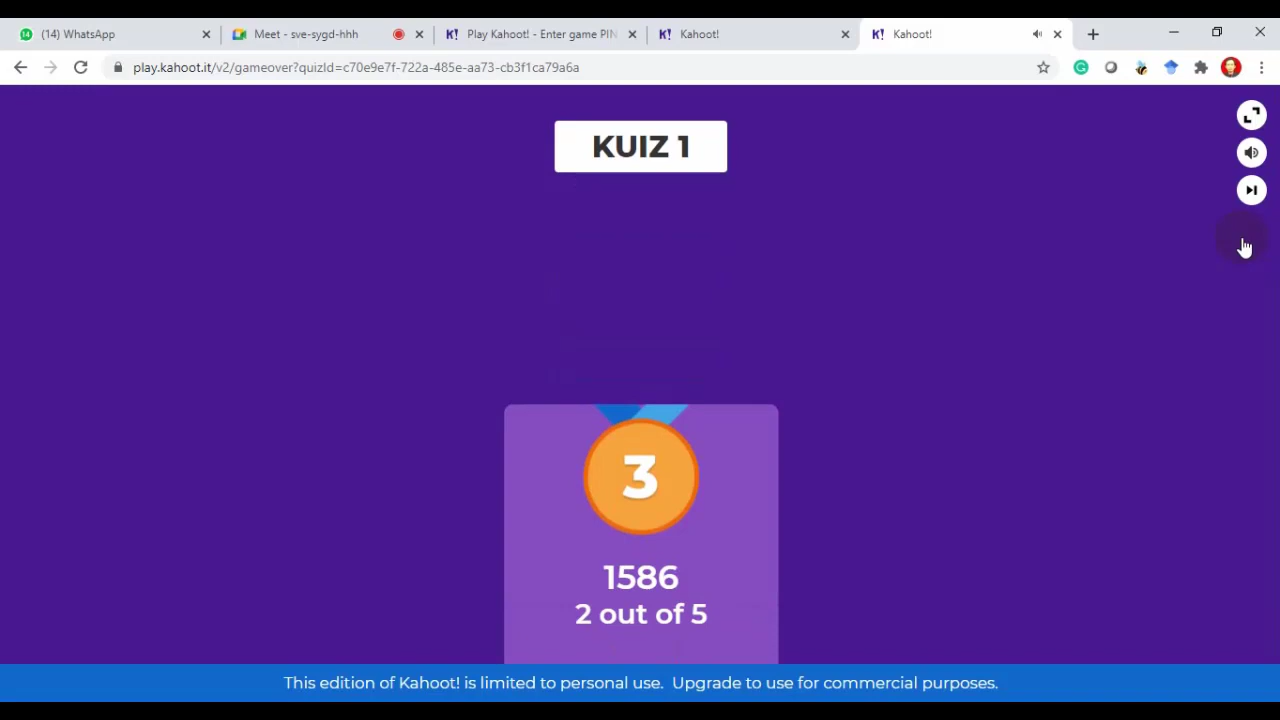 14
(14) WhatsApp
Meet - sve-sygd-hhh
K! Play Kahoot! - Enter game PIN
K! Kahoot!
K! Kahoot!
play.kahoot.it/v2/gameover?quizId=c70e9e7f-722a-485e-aa73-cb3f1ca79a6a
KUIZ 1
3
1586
2 out of 5
This edition of Kahoot! is limited to personal use. Upgrade to use for commercial purposes.